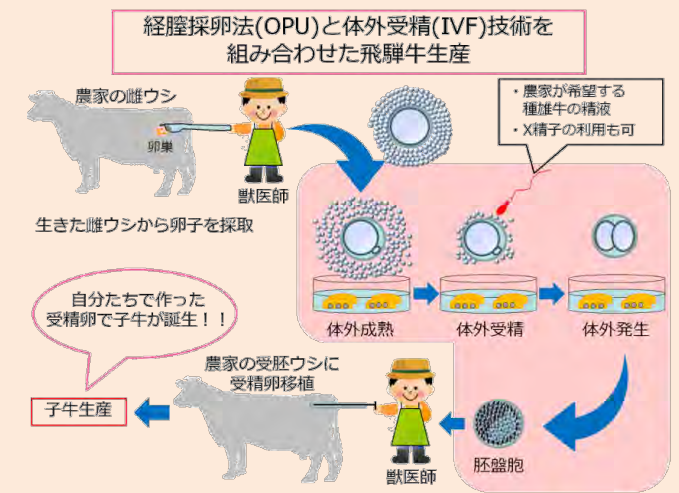 経膣採卵法(OPU)と体外受精(IVF)技術を
組み合わせた飛騨牛生産
農家の雌ウシ
卵巣
獣医師
生きた雌ウシから卵子を採取
・農家が希望する
種雄牛の精液
・X精子の利用も可
体外成熟
体外受精
体外発生
胚盤胞
獣医師
農家の受胚ウシに
受精卵移植
子牛生産
自分たちで作った
受精卵で子牛が誕生！！